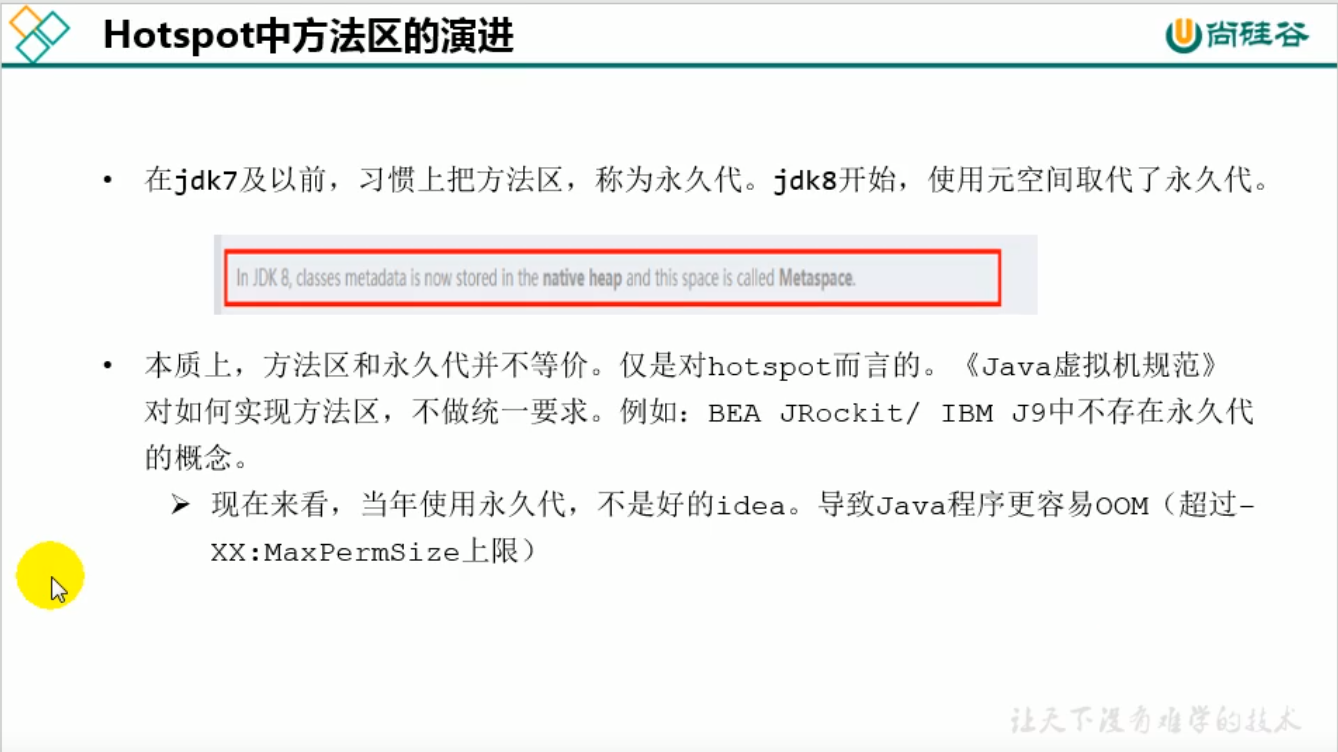 Hotspot中方法区的演进
尚硅谷
• 在jdk7及以前，习惯上把方法区，称为永久代。jdk8开始，使用元空间取代了永久代。
In JDK 8, classes metadata is now stored in the native heap and this space is called Metaspace.
• 本质上，方法区和永久代并不等价。仅是对hotspot而言的。《Java虚拟机规范》
对如何实现方法区，不做统一要求。例如：BEA JRockit/ IBM J9中不存在永久代
的概念。
➢ 现在来看，当年使用永久代，不是好的idea。导致Java程序更容易OOM（超过-
XX:MaxPermSize上限）
让天下没有难学的技术